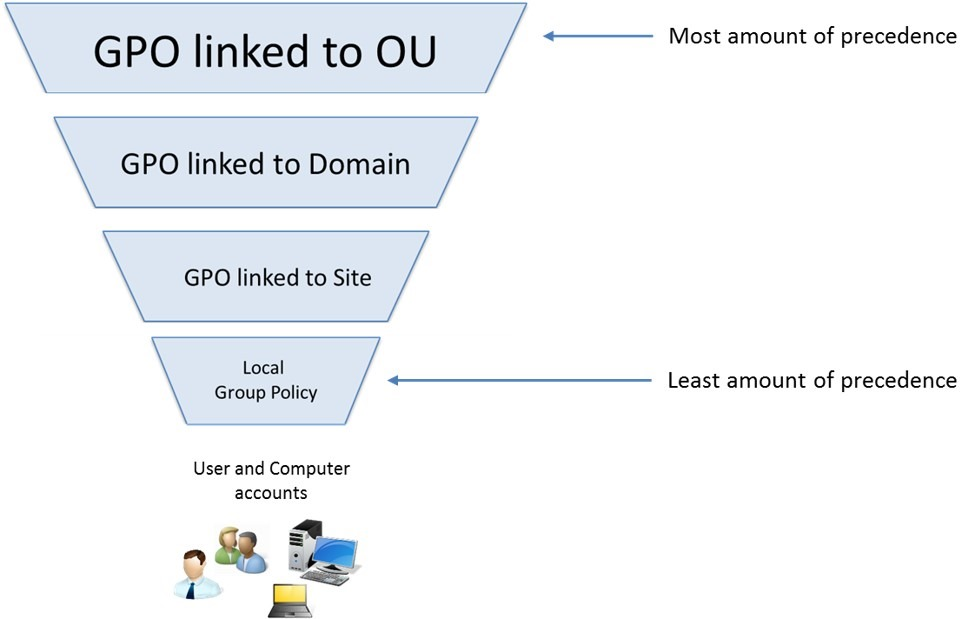 GPO linked to OU
Most amount of precedence
GPO linked to Domain
GPO linked to Site
Local
Group Policy
Least amount of precedence
User and Computer
accounts